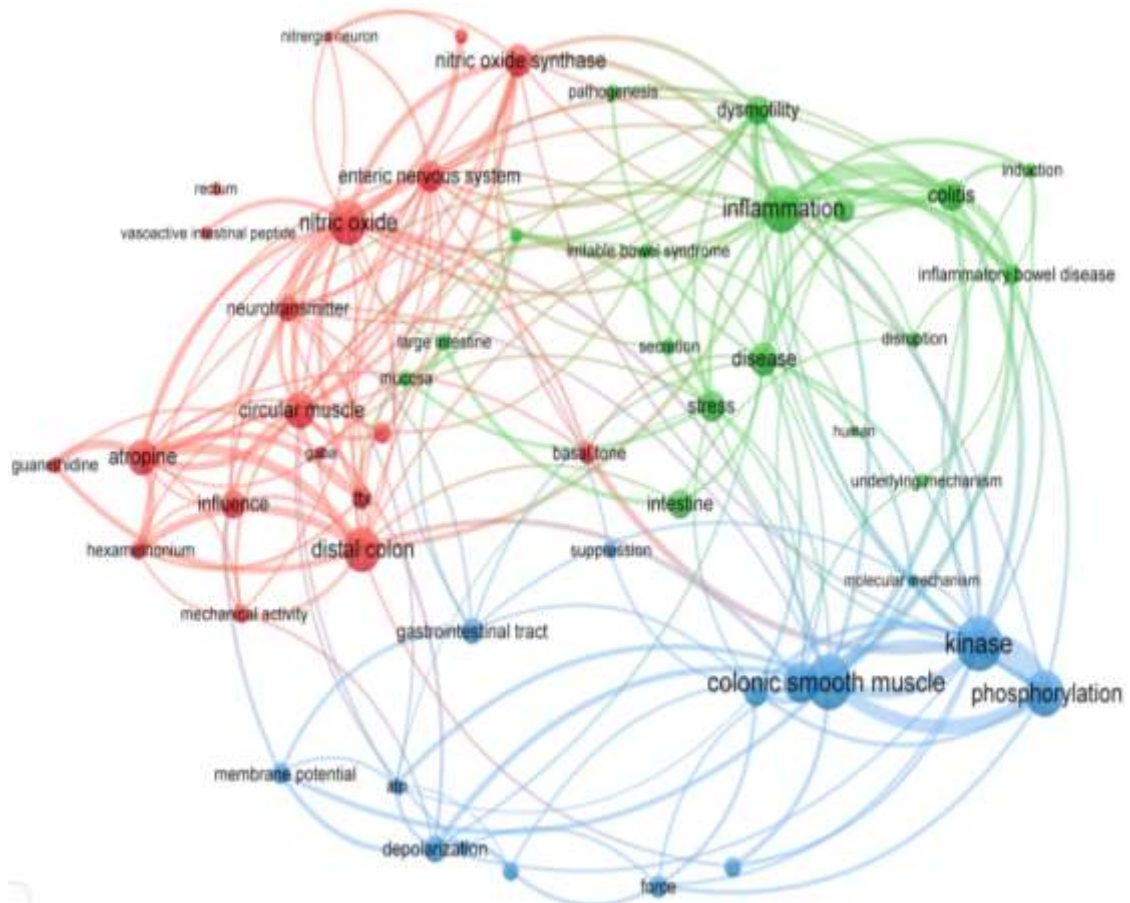 nitrergic neuron
nitric oxide synthase
pathogenesis
dysmotility
induction
enteric nervous system
rectum
colitis
nitric oxide
inflammation
vasoactive intestinal peptide
irritable bowel syndrome
inflammatory bowel disease
neurotransmitter
large intestine
secretion
disease
disruption
mucosa
circular muscle
stress
human
gaba
basal tone
guanethidine
atropine
underlying mechanism
influence
ttx
intestine
hexamethonium
distal colon
suppression
molecular mechanism
mechanical activity
gastrointestinal tract
kinase
colonic smooth muscle
phosphorylation
membrane potential
atp
depolarization
force